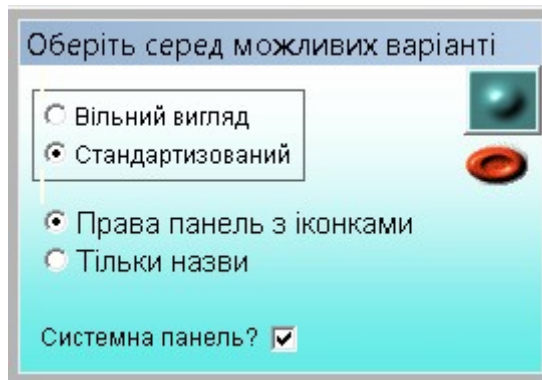 Оберіть серед можливих варіанті
Вільний вигляд
Стандартизований
Права панель з іконками
Тільки назви
Системна панель?